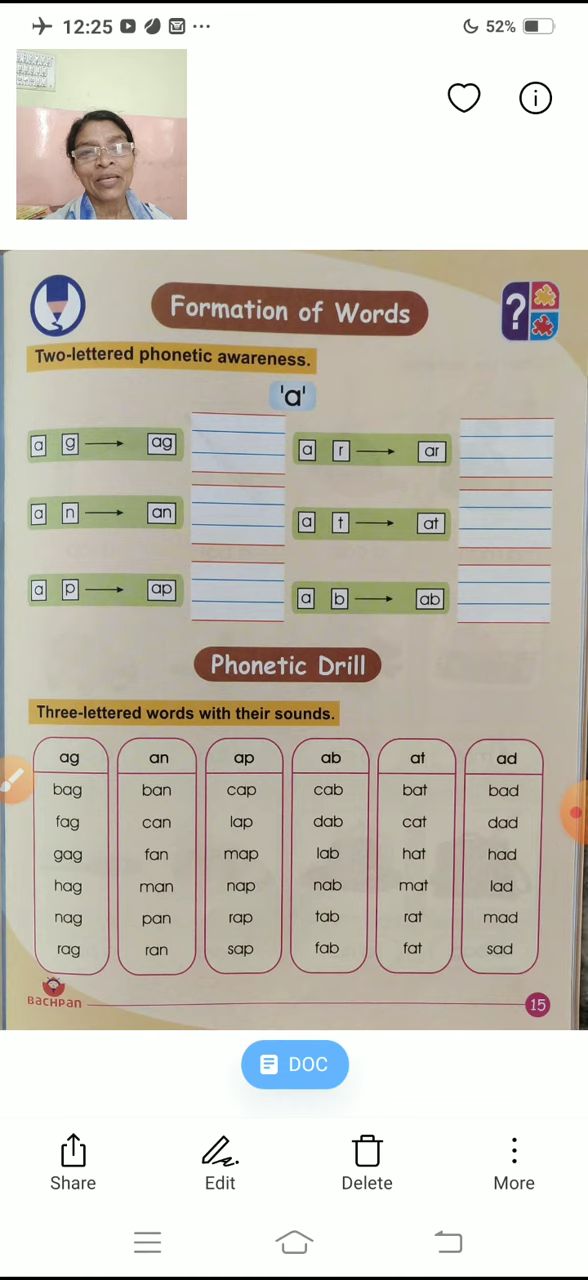 12:25
52%
Formation of Words
?
Two-lettered phonetic awareness.
'a'
a g → ag
a r → ar
a n → an
a t → at
a p → ap
a b → ab
Phonetic Drill
Three-lettered words with their sounds.
ag an ap ab at ad
bag ban cap cab bat bad
fag can lap dab cat dad
gag fan map lab hat had
hag man nap nab mat lad
nag pan rap tab rat mad
rag ran sap fab fat sad
BACHPAN
15
DOC
Share Edit Delete More